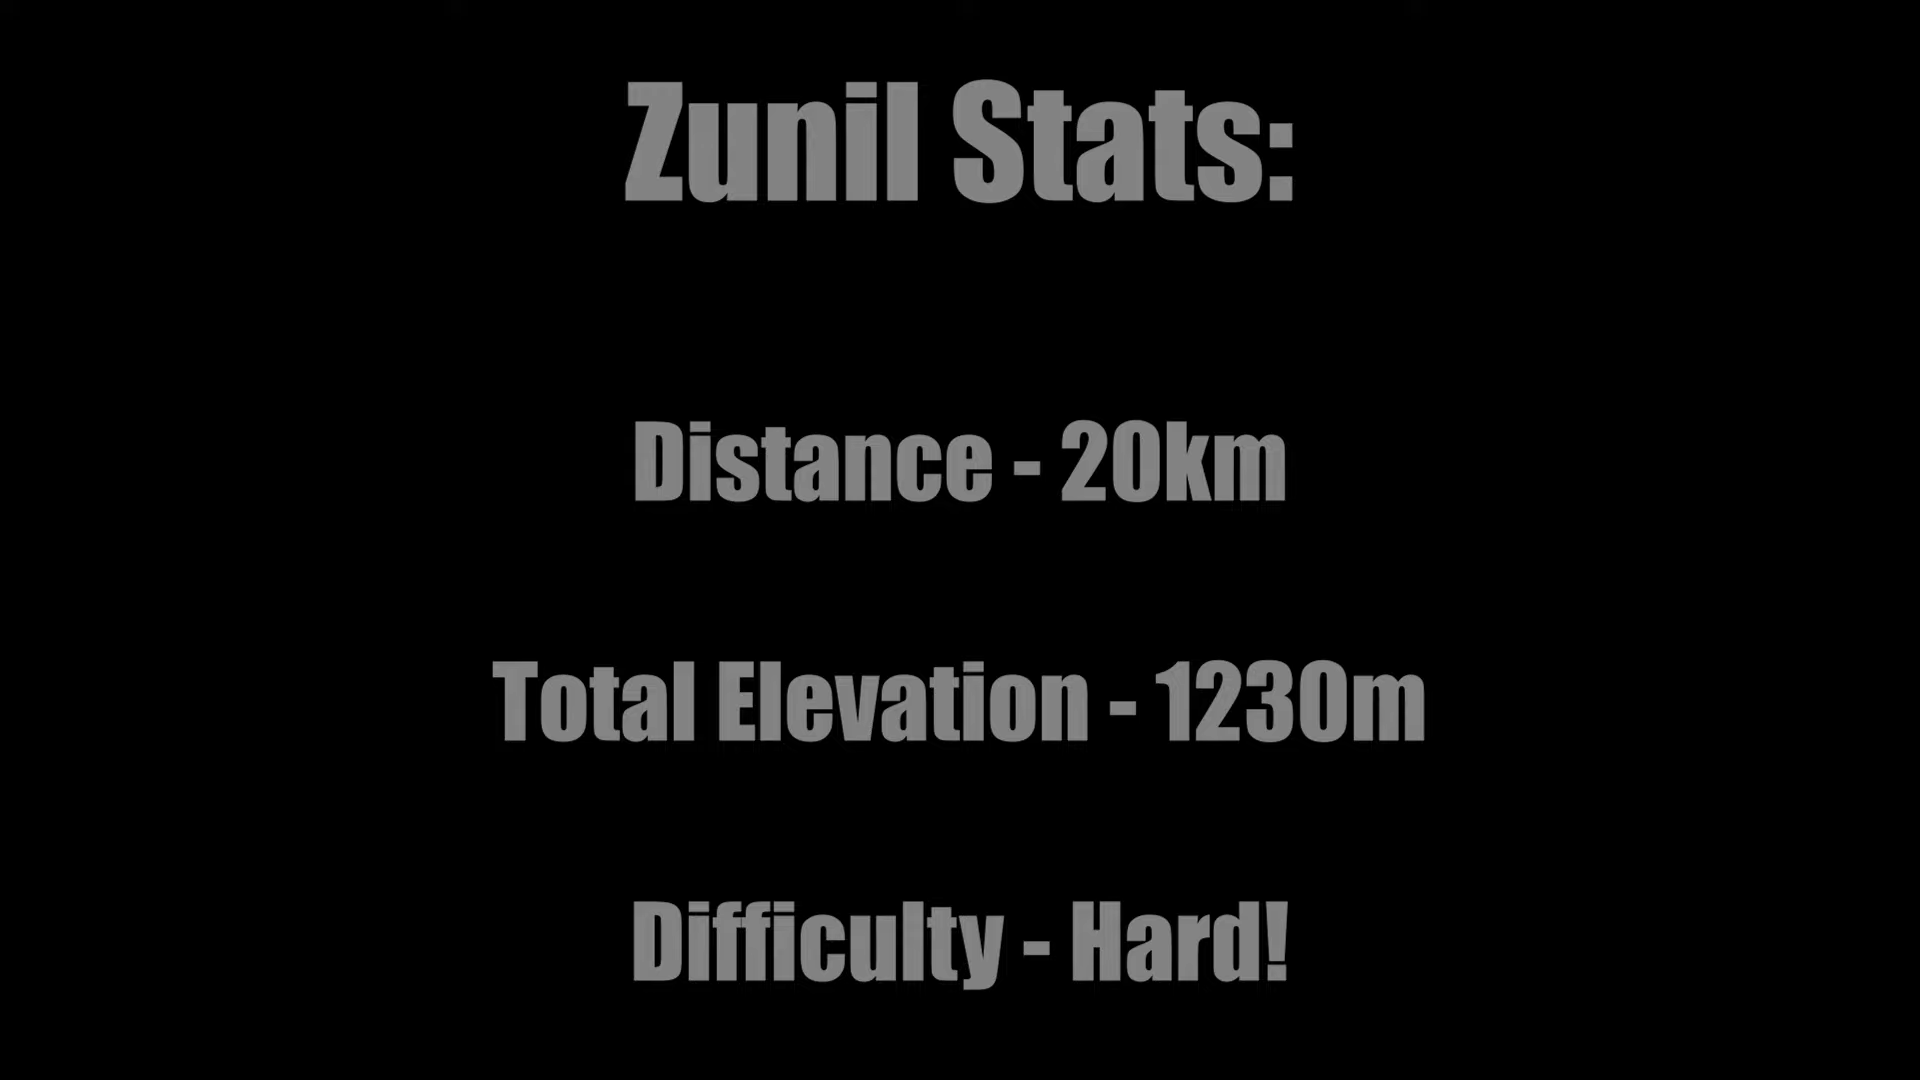 Zunil Stats:
Distance - 20km
Total Elevation - 1230m
Difficulty - Hard!